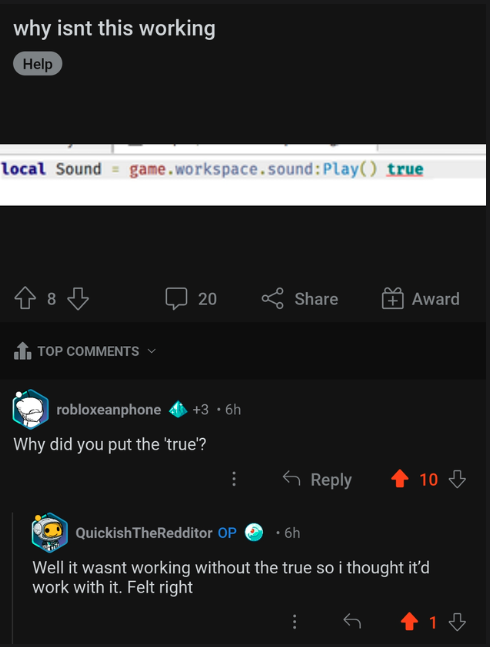 why isnt this working
Help
local Sound = game.workspace.sound:Play() true
8
20
Share
Award
TOP COMMENTS
robloxeanphone +3 • 6h
Why did you put the 'true'?
Reply
10
QuickishTheRedditor OP • 6h
Well it wasnt working without the true so i thought it'd
work with it. Felt right
1